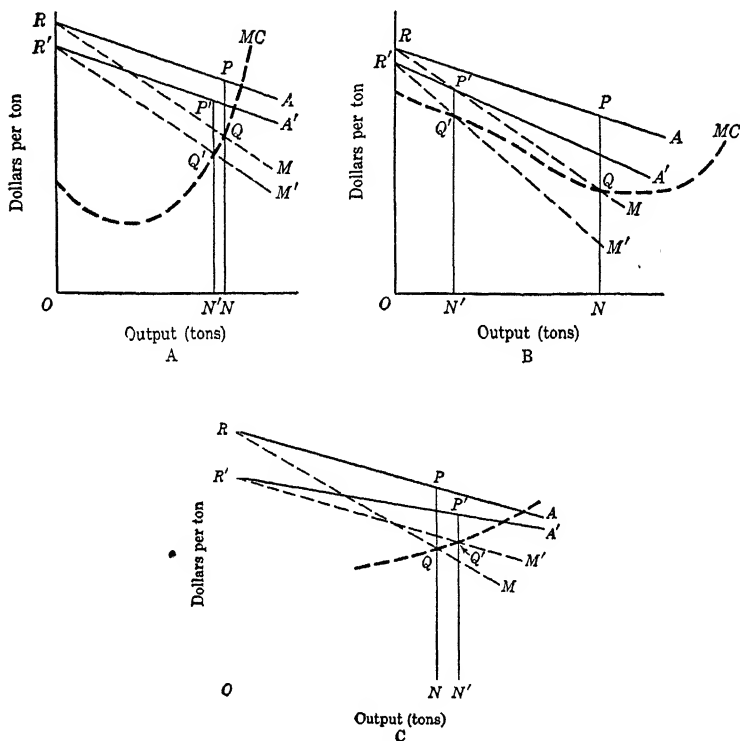 R
R'
MC
P
P'
A
A'
Q
Q'
M
M'
Dollars per ton
O
N'
N
Output (tons)
A
R
R'
P'
P
Q'
A
MC
A'
Q
M
M'
Dollars per ton
O
N'
N
Output (tons)
B
R
R'
P
P'
A
A'
Q
Q'
M'
M
Dollars per ton
O
N
N'
Output (tons)
C